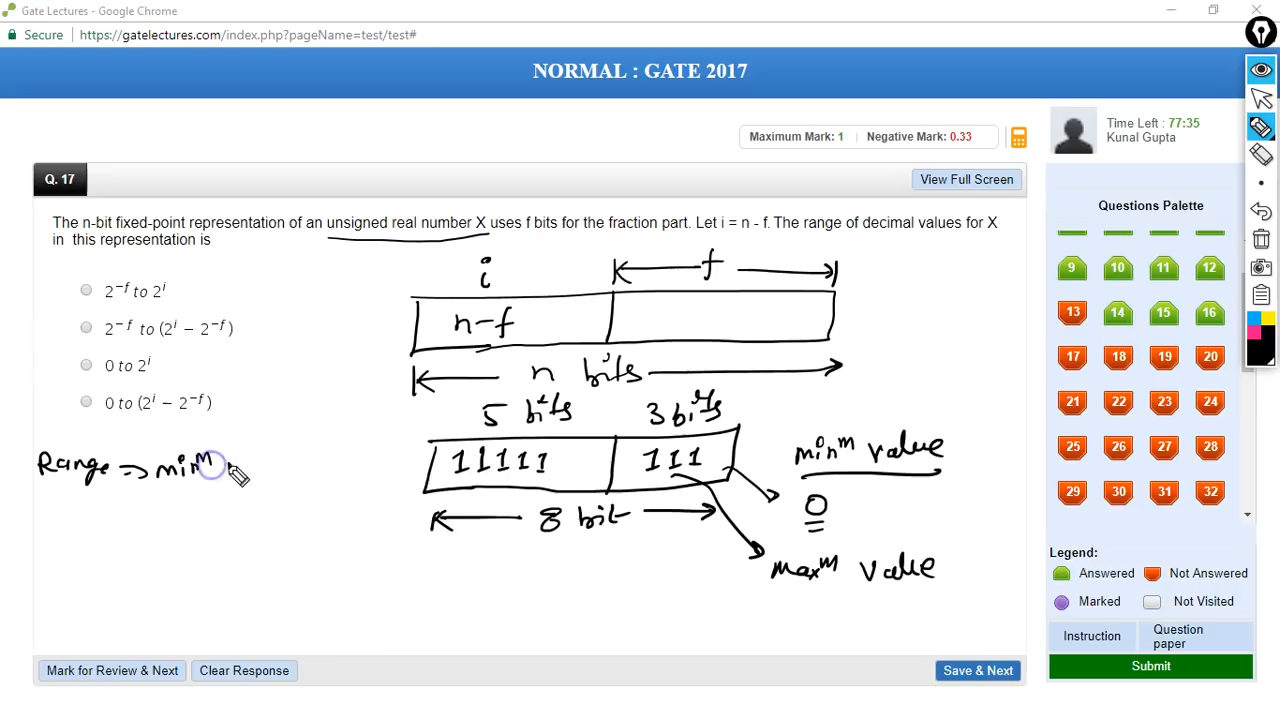 Gate Lectures - Google Chrome
Secure https://gatelectures.com/index.php?pageName=test/test#
NORMAL : GATE 2017
Maximum Mark: 1 | Negative Mark: 0.33
Time Left : 77:35
Kunal Gupta
Q. 17
View Full Screen
The n-bit fixed-point representation of an unsigned real number X uses f bits for the fraction part. Let i = n - f. The range of decimal values for X
in this representation is
2^−f to 2^i
2^−f to (2^i − 2^−f)
0 to 2^i
0 to (2^i − 2^−f)
i
f
n-f
n bits
5 bits 3 bits
11111 111
8 bit
min^m value
0
max^m value
Range ⇒ min^m
Questions Palette
9 10 11 12
13 14 15 16
17 18 19 20
21 22 23 24
25 26 27 28
29 30 31 32
Legend:
Answered Not Answered
Marked Not Visited
Instruction Question
paper
Submit
Mark for Review & Next Clear Response Save & Next